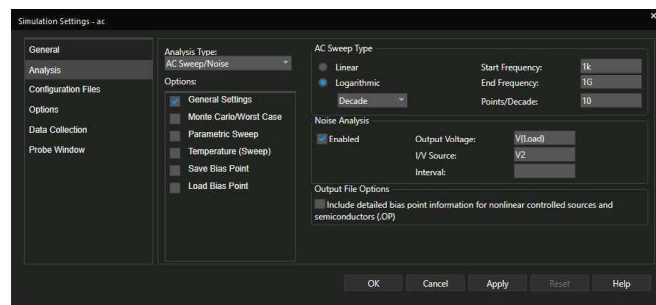 Simulation Settings - ac
General
Analysis
Configuration Files
Options
Data Collection
Probe Window
Analysis Type:
AC Sweep/Noise
Options:
General Settings
Monte Carlo/Worst Case
Parametric Sweep
Temperature (Sweep)
Save Bias Point
Load Bias Point
AC Sweep Type
Linear
Logarithmic
Decade
Start Frequency: 1k
End Frequency: 1G
Points/Decade: 10
Noise Analysis
Enabled
Output Voltage: V(Load)
I/V Source: V2
Interval:
Output File Options
Include detailed bias point information for nonlinear controlled sources and
semiconductors (.OP)
OK Cancel Apply Reset Help